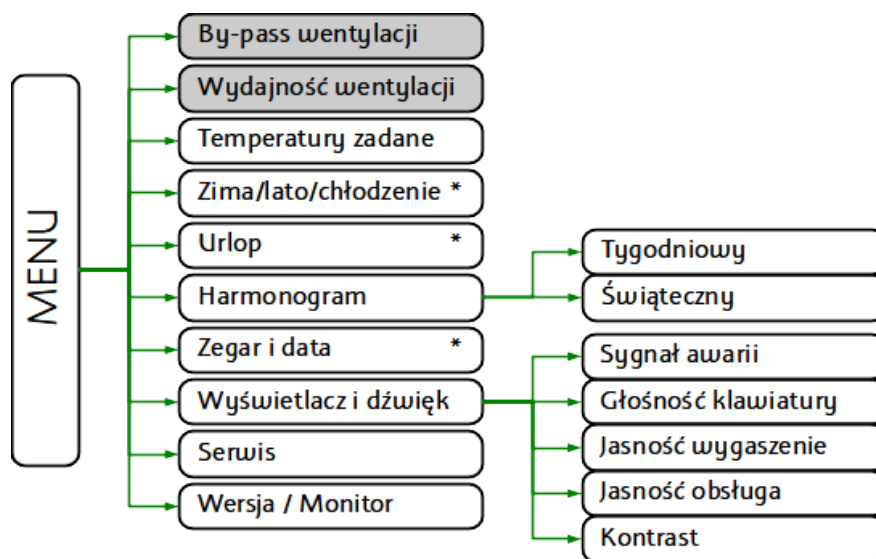 MENU
By-pass wentylacji
Wydajność wentylacji
Temperatury zadane
Zima/lato/chłodzenie *
Urlop *
Harmonogram
Tygodniowy
Świąteczny
Zegar i data *
Wyświetlacz i dźwięk
Sygnał awarii
Głośność klawiatury
Jasność wygaszenie
Jasność obsługa
Kontrast
Serwis
Wersja / Monitor